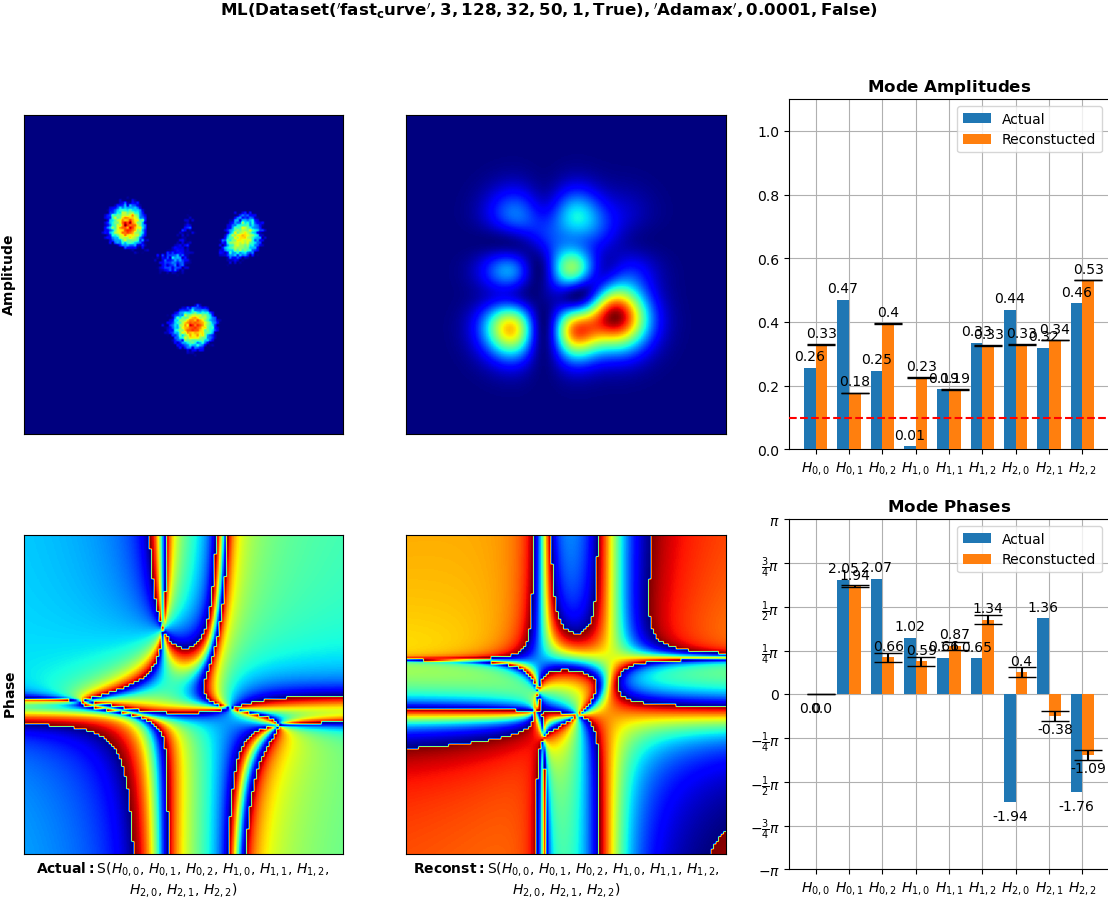 ML(Dataset(′fast_curve′, 3, 128, 32, 50, 1, True), ′Adamax′, 0.0001, False)
Amplitude
Mode Amplitudes
Actual
Reconstucted
1.0
0.8
0.6
0.4
0.2
0.0
0.26
0.33
0.47
0.18
0.25
0.4
0.01
0.23
0.19
0.19
0.33
0.33
0.44
0.33
0.32
0.34
0.46
0.53
H0,0 H0,1 H0,2 H1,0 H1,1 H1,2 H2,0 H2,1 H2,2
Phase
Mode Phases
Actual
Reconstucted
π
3/4π
1/2π
1/4π
0
−1/4π
−1/2π
−3/4π
−π
0.0
0.0
2.05
1.94
2.07
0.66
1.02
0.59
0.66
0.87
0.65
1.34
-1.94
0.4
1.36
-0.38
-1.76
-1.09
H0,0 H0,1 H0,2 H1,0 H1,1 H1,2 H2,0 H2,1 H2,2
Actual: S(H0,0, H0,1, H0,2, H1,0, H1,1, H1,2,
H2,0, H2,1, H2,2)
Reconst: S(H0,0, H0,1, H0,2, H1,0, H1,1, H1,2,
H2,0, H2,1, H2,2)